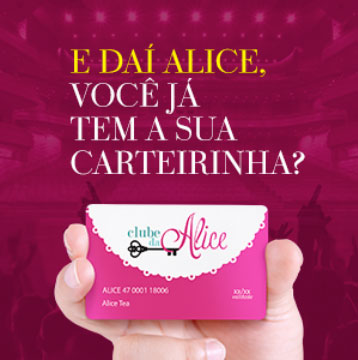 E DAÍ ALICE,
VOCÊ JÁ
TEM A SUA
CARTEIRINHA?
clube
da
Alice
ALICE 47 0001 18006
Alice Tea